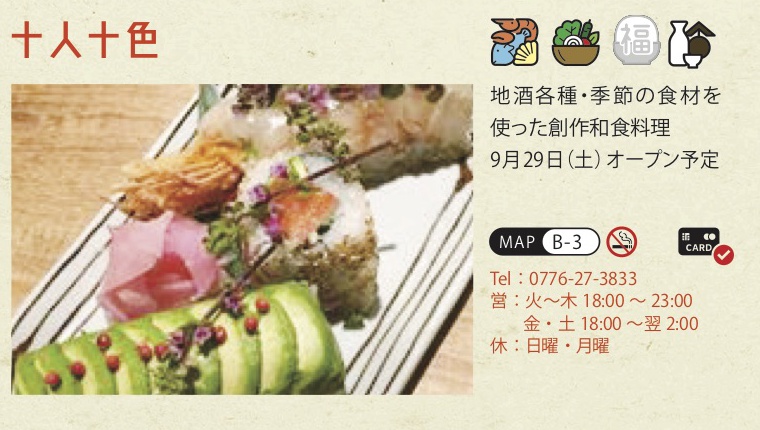 十人十色
福
地酒各種・季節の食材を
使った創作和食料理
9月29日(土)オープン予定
MAP B-3
CARD
Tel：0776-27-3833
営：火〜木 18:00 〜 23:00
金・土 18:00 〜翌 2:00
休：日曜・月曜